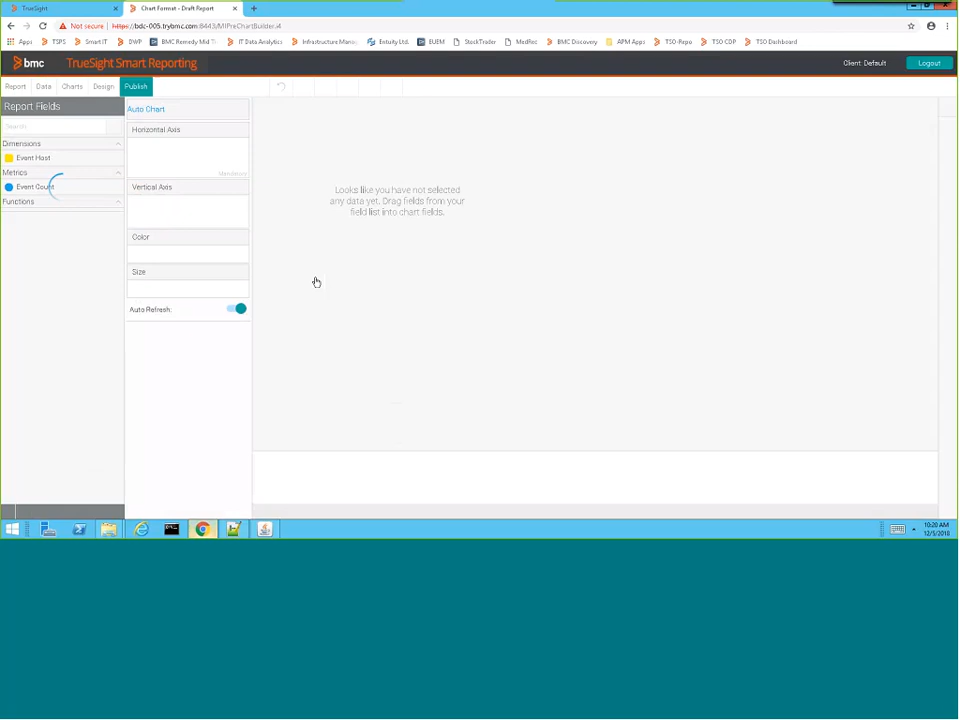 TrueSight
Chart Format - Draft Report
Not secure | https://bdc-005.trybmc.com:8443/MIPreChartBuilder.i4
Apps TSPS Smart IT DWP BMC Remedy Mid Ti IT Data Analytics Infrastructure Manag Entuity Ltd. EUEM StockTrader MedRec BMC Discovery APM Apps TSO-Repo TSO CDP TSO Dashboard
bmc TrueSight Smart Reporting Client: Default Logout
Report Data Charts Design Publish
Report Fields
Search
Dimensions
Event Host
Metrics
Event Count
Functions
Auto Chart
Horizontal Axis
Mandatory
Vertical Axis
Color
Size
Auto Refresh:
Looks like you have not selected
any data yet. Drag fields from your
field list into chart fields.
10:20 AM
12/5/2018